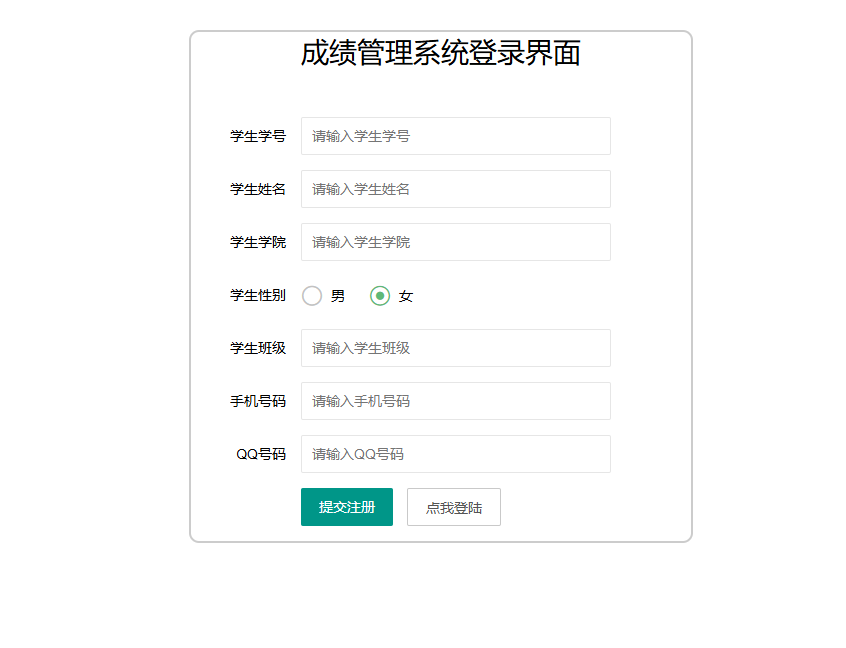 成绩管理系统登录界面
学生学号 请输入学生学号
学生姓名 请输入学生姓名
学生学院 请输入学生学院
学生性别 男 女
学生班级 请输入学生班级
手机号码 请输入手机号码
QQ号码 请输入QQ号码
提交注册 点我登陆